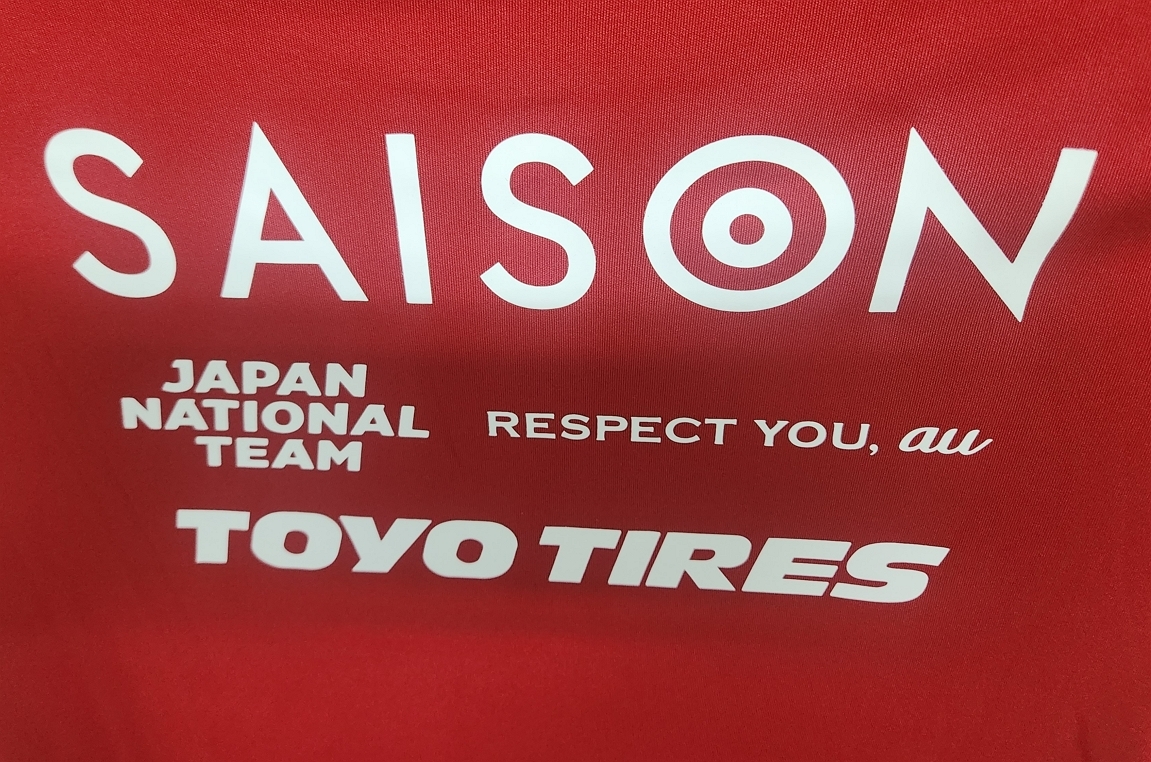 SAISON
JAPAN
NATIONAL
TEAM
RESPECT YOU, au
TOYO TIRES